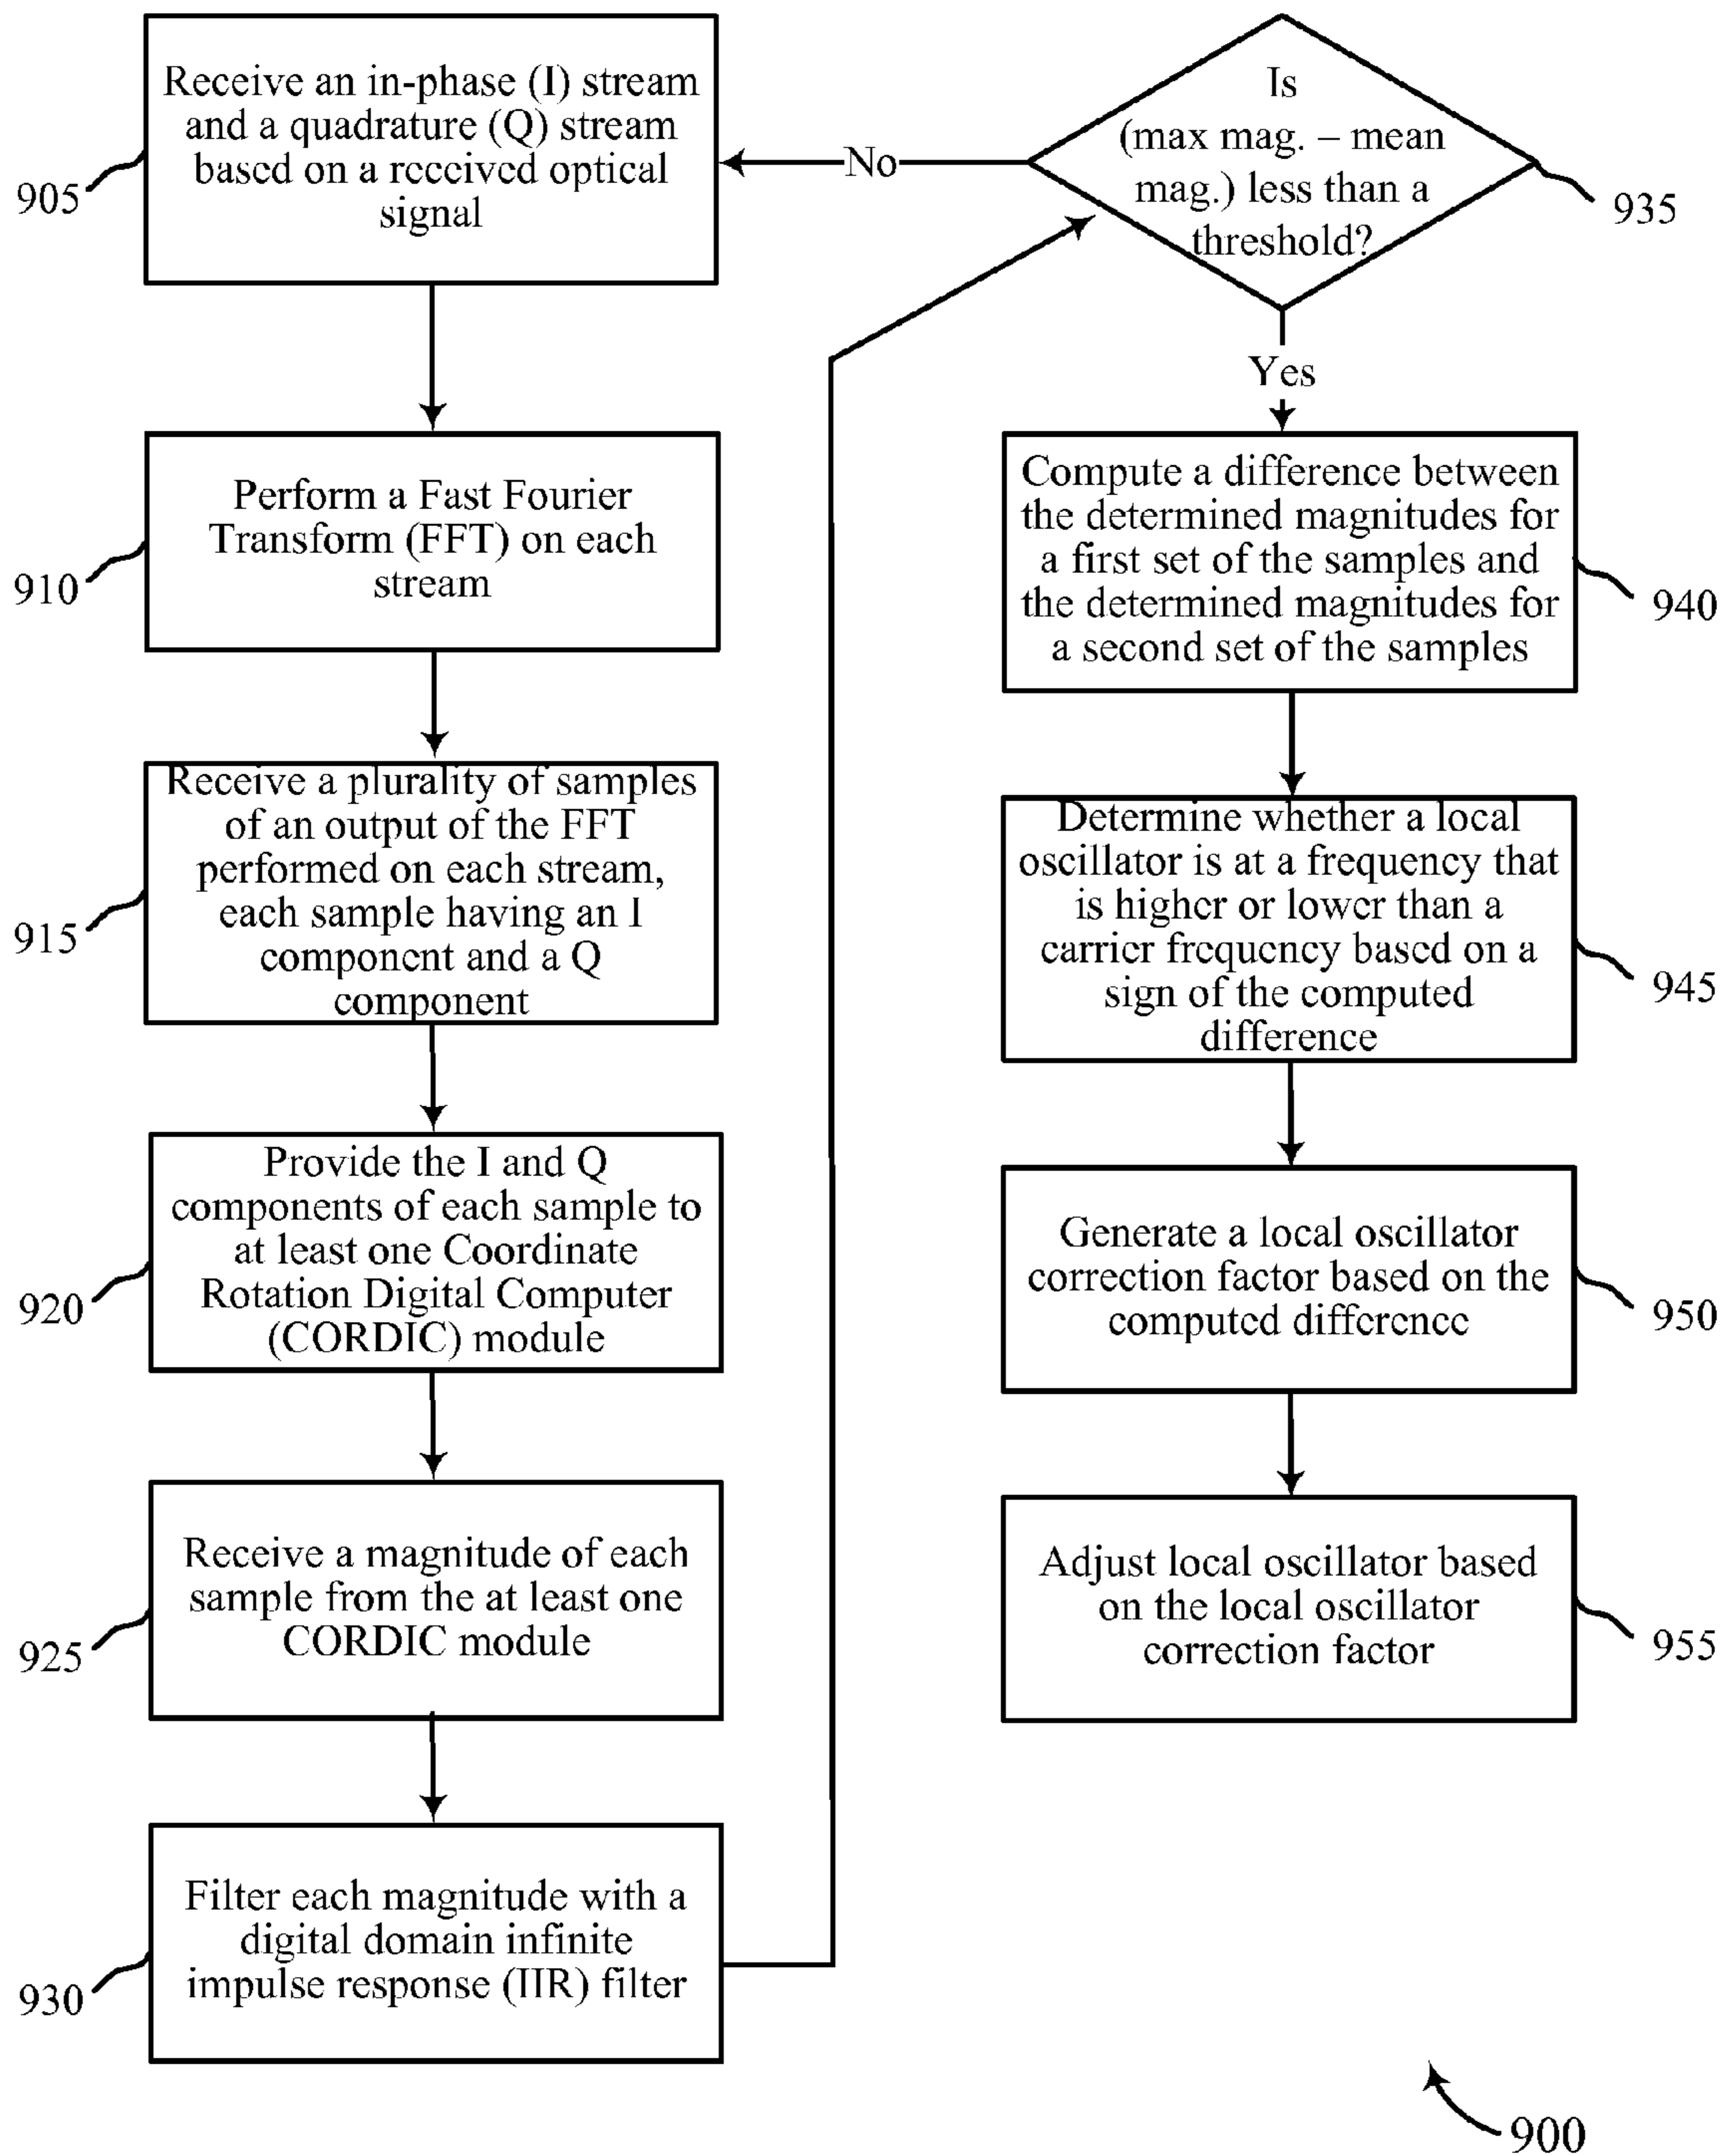 Receive an in-phase (I) stream
and a quadrature (Q) stream
based on a received optical
signal
905
Perform a Fast Fourier
Transform (FFT) on each
stream
910
Receive a plurality of samples
of an output of the FFT
performed on each stream,
each sample having an I
component and a Q
component
915
Provide the I and Q
components of each sample to
at least one Coordinate
Rotation Digital Computer
(CORDIC) module
920
Receive a magnitude of each
sample from the at least one
CORDIC module
925
Filter each magnitude with a
digital domain infinite
impulse response (IIR) filter
930
Is
(max mag. – mean
mag.) less than a
threshold?
935
No
Yes
Compute a difference between
the determined magnitudes for
a first set of the samples and
the determined magnitudes for
a second set of the samples
940
Determine whether a local
oscillator is at a frequency that
is higher or lower than a
carrier frequency based on a
sign of the computed
difference
945
Generate a local oscillator
correction factor based on the
computed difference
950
Adjust local oscillator based
on the local oscillator
correction factor
955
900